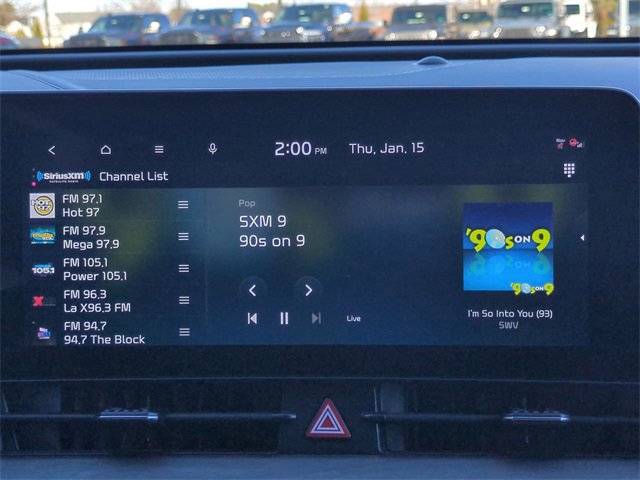 2:00 PM Thu, Jan. 15
((SiriusXM)) Channel List
SATELLITE RADIO
FM 97.1
Hot 97
FM 97.9
Mega 97.9
FM 105.1
Power 105.1
FM 96.3
La X96.3 FM
FM 94.7
94.7 The Block
Pop
SXM 9
90s on 9
Live
'90s ON 9
I'm So Into You (93)
SWV